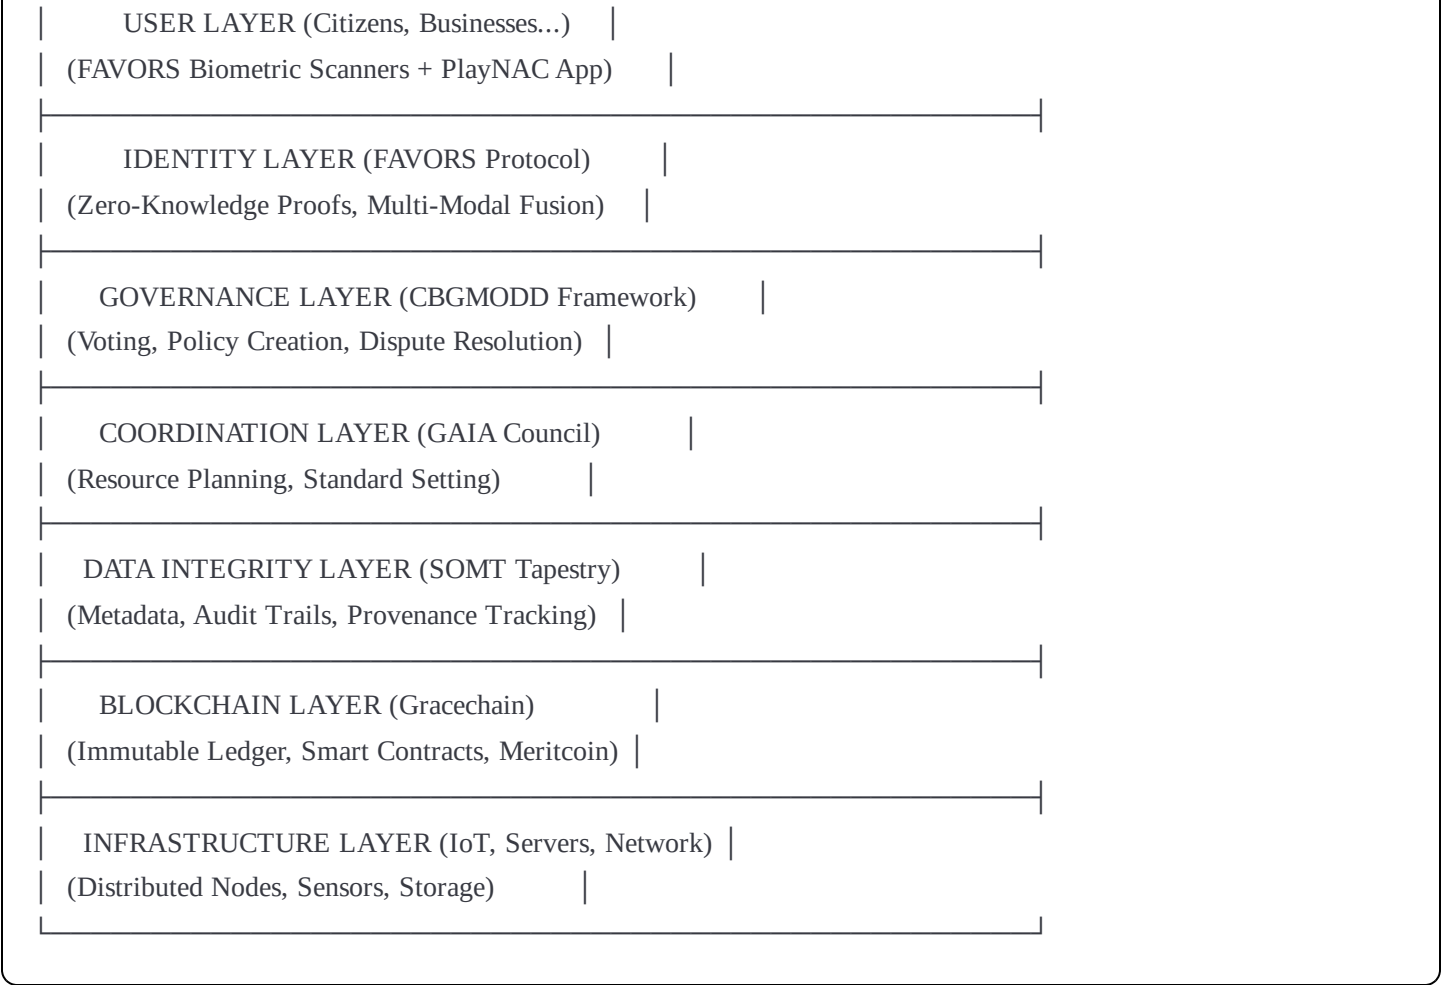 USER LAYER (Citizens, Businesses...)
(FAVORS Biometric Scanners + PlayNAC App)
IDENTITY LAYER (FAVORS Protocol)
(Zero-Knowledge Proofs, Multi-Modal Fusion)
GOVERNANCE LAYER (CBGMODD Framework)
(Voting, Policy Creation, Dispute Resolution)
COORDINATION LAYER (GAIA Council)
(Resource Planning, Standard Setting)
DATA INTEGRITY LAYER (SOMT Tapestry)
(Metadata, Audit Trails, Provenance Tracking)
BLOCKCHAIN LAYER (Gracechain)
(Immutable Ledger, Smart Contracts, Meritcoin)
INFRASTRUCTURE LAYER (IoT, Servers, Network)
(Distributed Nodes, Sensors, Storage)